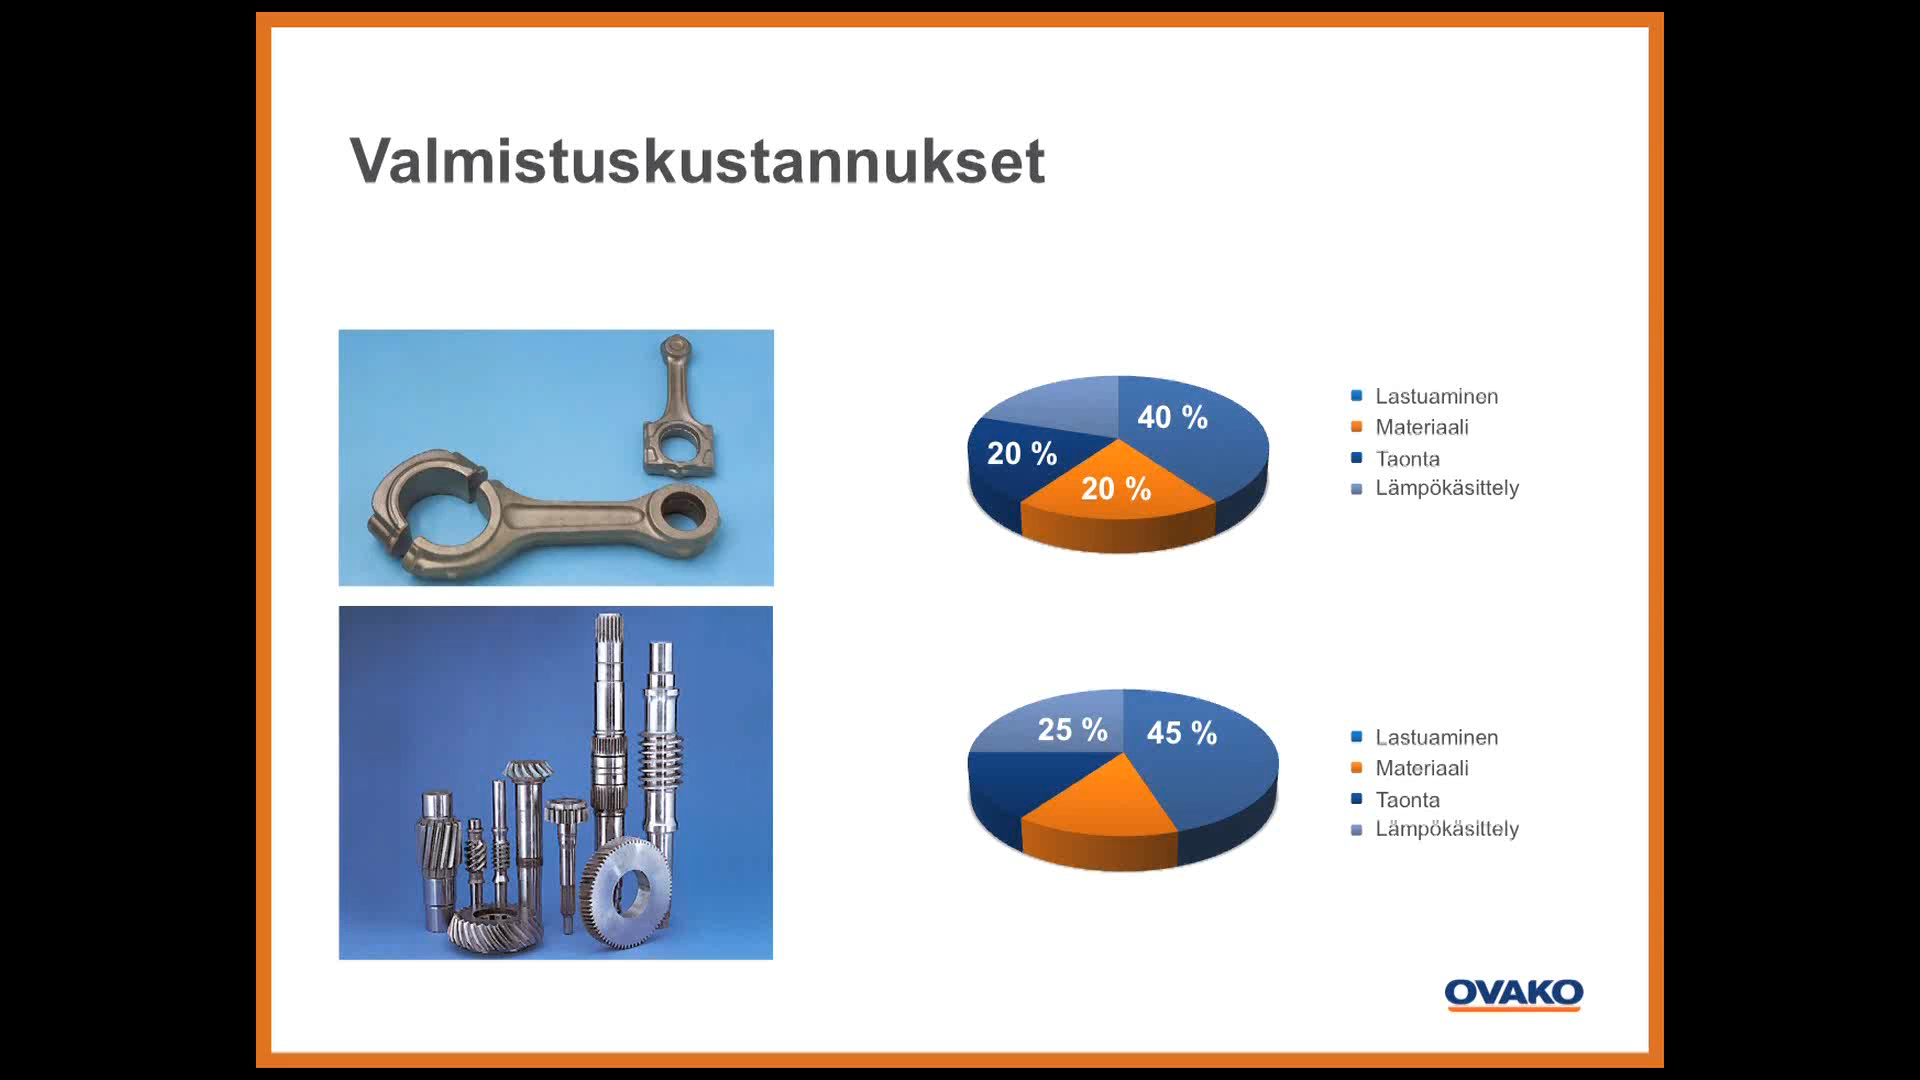 Valmistuskustannukset
40 %
20 %
20 %
Lastuaminen
Materiaali
Taonta
Lämpökäsittely
25 %
45 %
Lastuaminen
Materiaali
Taonta
Lämpökäsittely
OVAKO